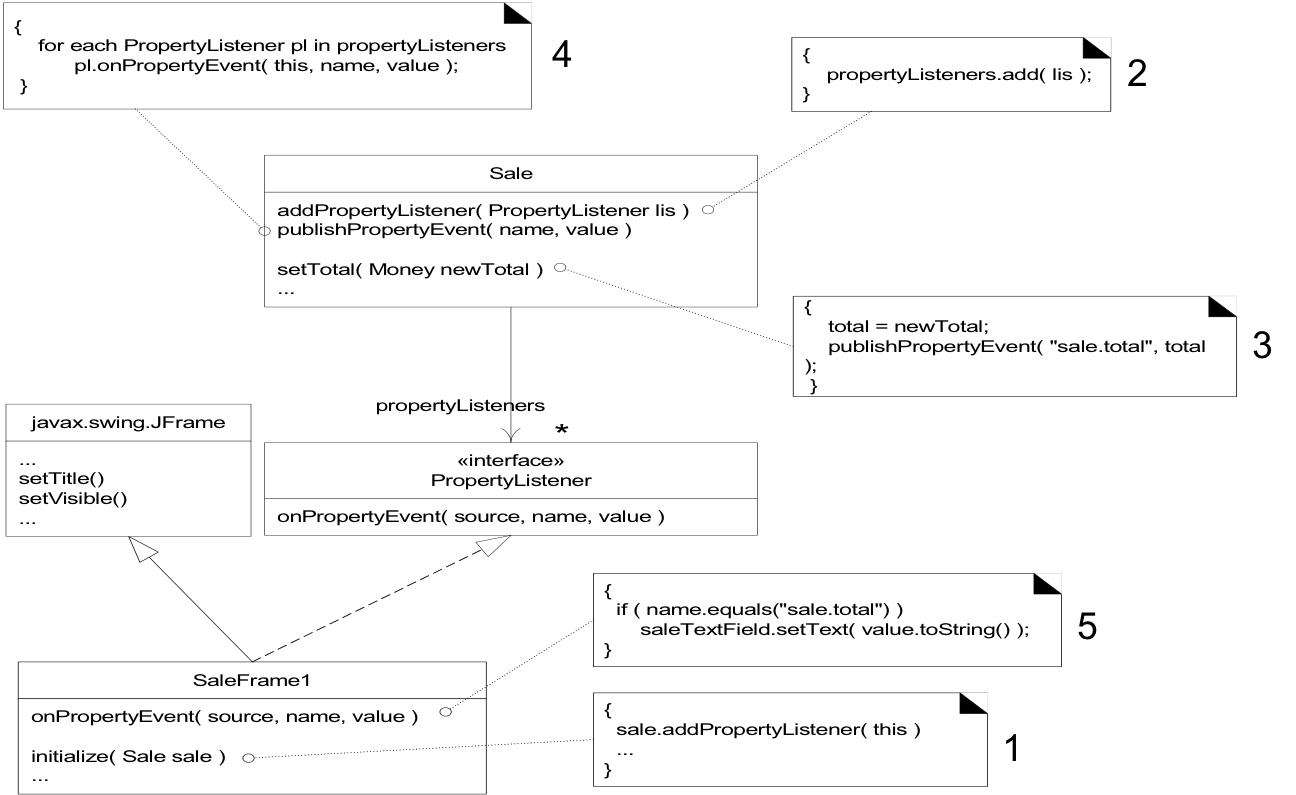 {
for each PropertyListener pl in propertyListeners
pl.onPropertyEvent( this, name, value );
}
4
{
propertyListeners.add( lis );
}
2
Sale
addPropertyListener( PropertyListener lis )
publishPropertyEvent( name, value )
setTotal( Money newTotal )
...
{
total = newTotal;
publishPropertyEvent( "sale.total", total
);
}
3
propertyListeners
*
javax.swing.JFrame
...
setTitle()
setVisible()
...
«interface»
PropertyListener
onPropertyEvent( source, name, value )
{
if ( name.equals("sale.total") )
saleTextField.setText( value.toString() );
}
5
SaleFrame1
onPropertyEvent( source, name, value )
initialize( Sale sale )
...
{
sale.addPropertyListener( this )
...
}
1